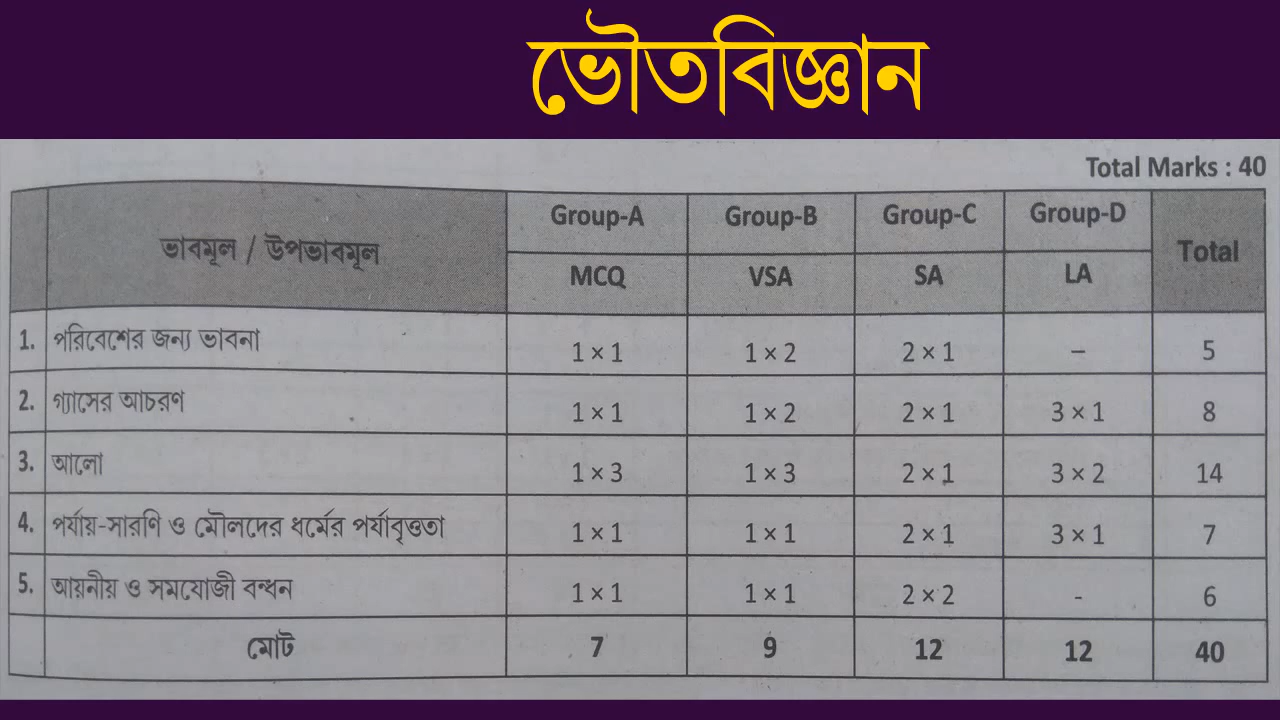 ভৌতবিজ্ঞান
Total Marks : 40
ভাবমূল / উপভাবমূল Group-A Group-B Group-C Group-D Total
MCQ VSA SA LA
1. পরিবেশের জন্য ভাবনা 1 × 1 1 × 2 2 × 1 – 5
2. গ্যাসের আচরণ 1 × 1 1 × 2 2 × 1 3 × 1 8
3. আলো 1 × 3 1 × 3 2 × 1 3 × 2 14
4. পর্যায়-সারণি ও মৌলদের ধর্মের পর্যাবৃত্ততা 1 × 1 1 × 1 2 × 1 3 × 1 7
5. আয়নীয় ও সমযোজী বন্ধন 1 × 1 1 × 1 2 × 2 - 6
মোট 7 9 12 12 40